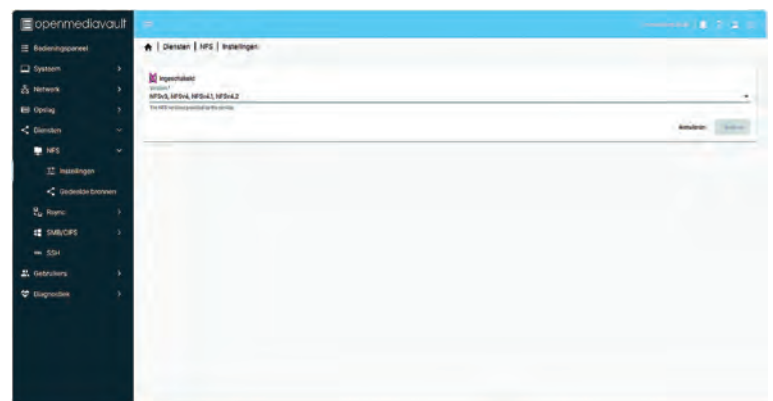 openmediavault
Bedieningspaneel
Systeem
Netwerk
Opslag
Diensten
NFS
Instellingen
Gedeelde bronnen
Rsync
SMB/CIFS
SSH
Gebruikers
Diagnostiek
| Diensten | NFS | Instellingen
Ingeschakeld
Versions *
NFSv3, NFSv4, NFSv4.1, NFSv4.2
Annuleren